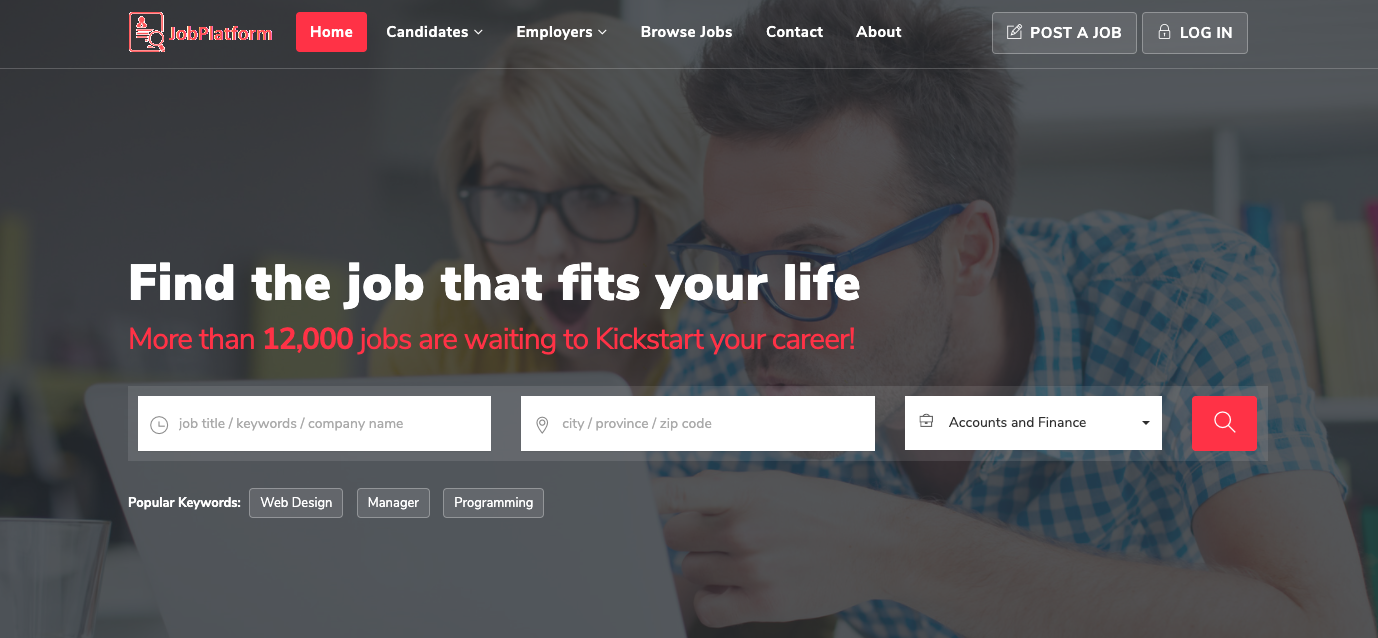 JobPlatform
Home
Candidates
Employers
Browse Jobs
Contact
About
POST A JOB
LOG IN
Find the job that fits your life
More than 12,000 jobs are waiting to Kickstart your career!
job title / keywords / company name
city / province / zip code
Accounts and Finance
Popular Keywords: Web Design Manager Programming